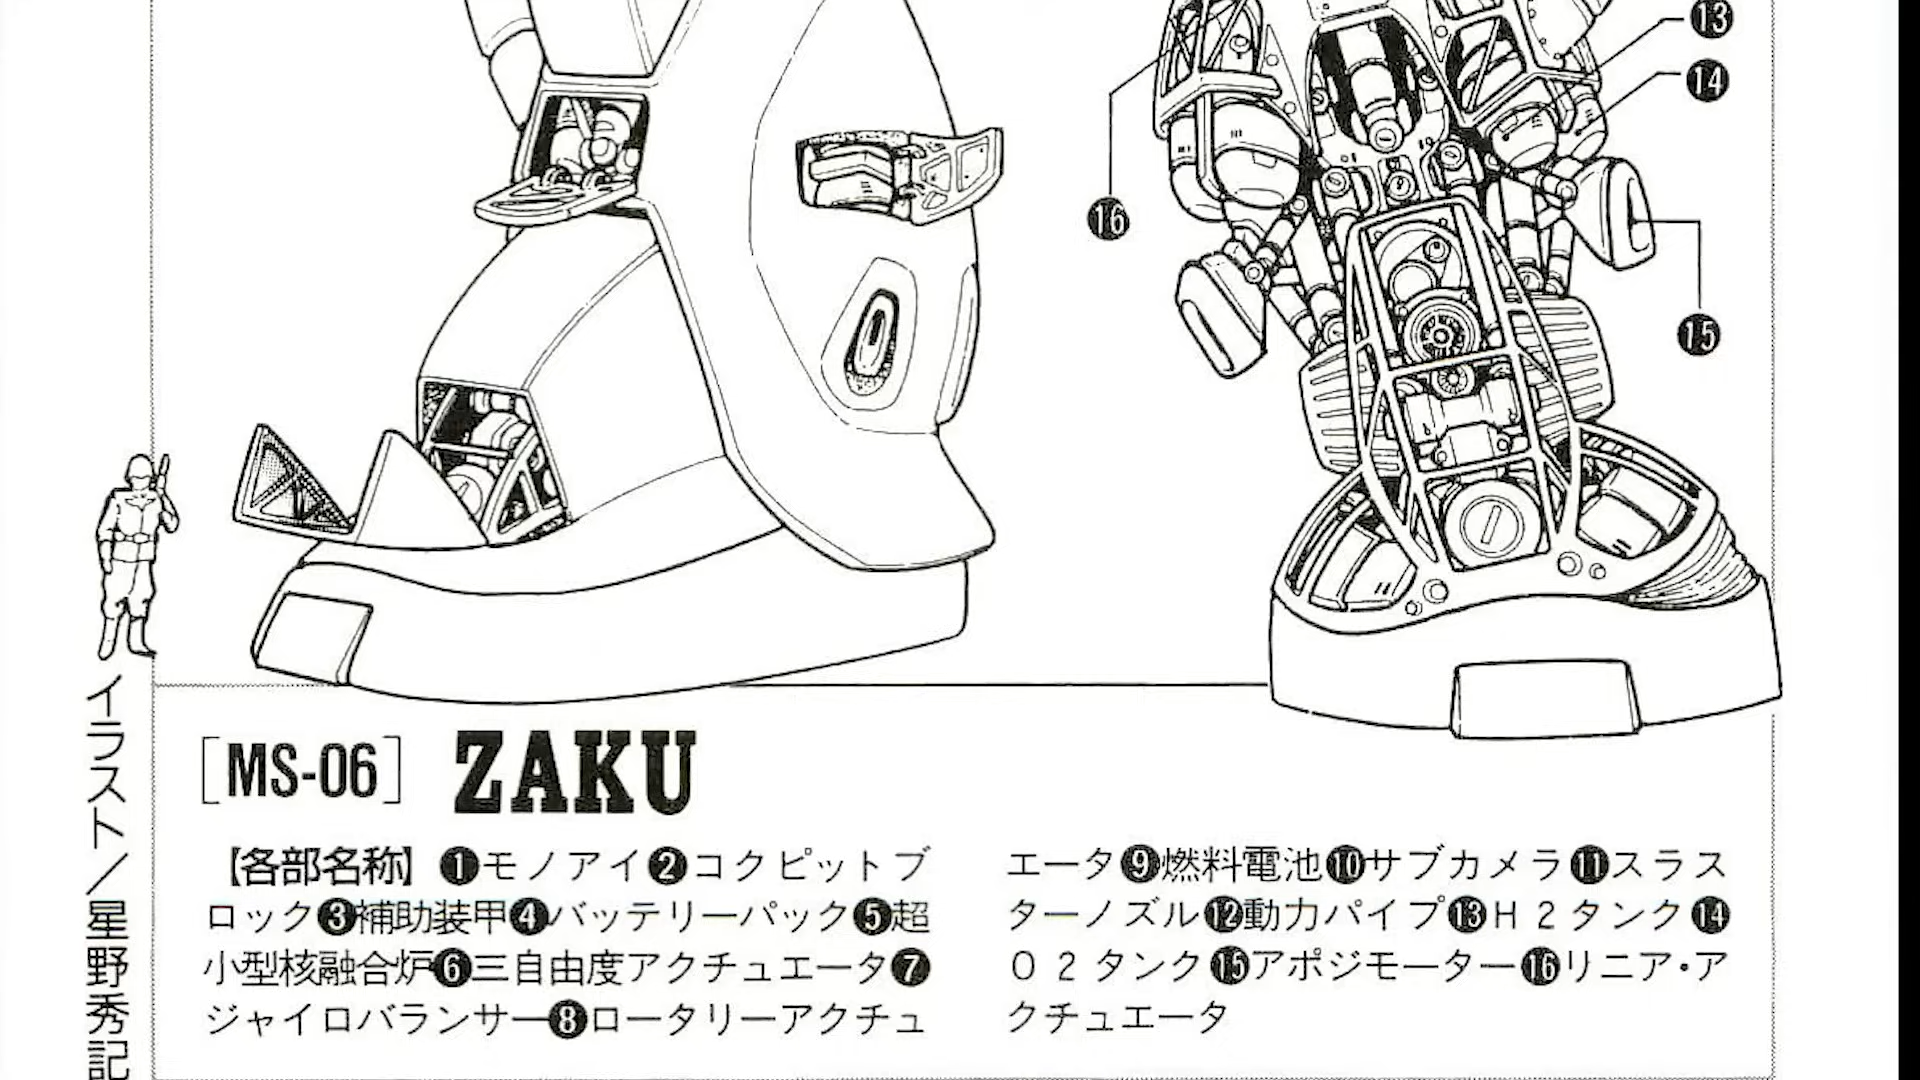 ⓭
⓮
⓰
⓯
[MS-06] ZAKU
【各部名称】❶モノアイ❷コクピットブ
ロック❸補助装甲❹バッテリーパック❺超
小型核融合炉❻三自由度アクチュエータ❼
ジャイロバランサー❽ロータリーアクチュ
エータ❾燃料電池❿サブカメラ⓫スラス
ターノズル⓬動力パイプ⓭H2タンク⓮
O2タンク⓯アポジモーター⓰リニア・ア
クチュエータ
イラスト/星野秀記